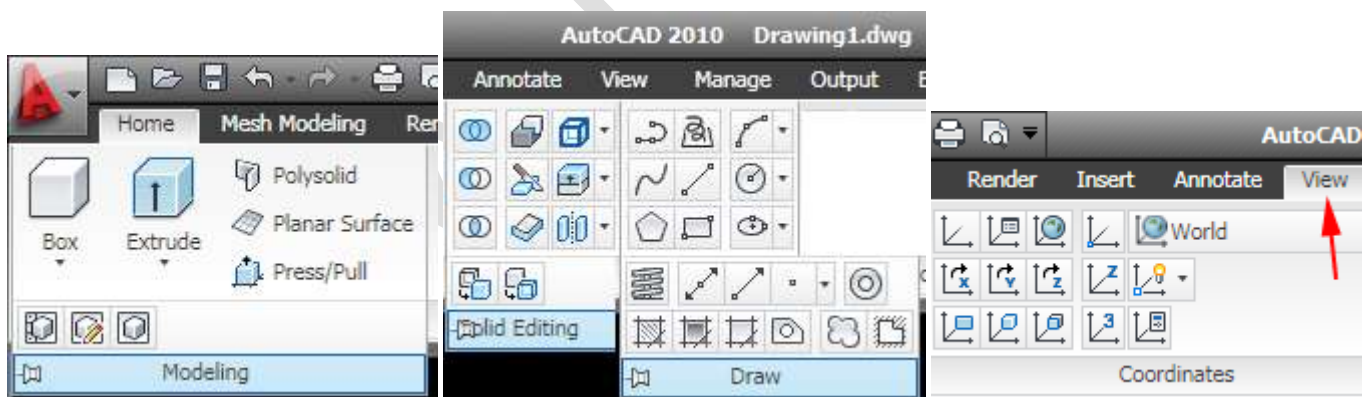 Home Mesh Modeling Ren
Box
Extrude
Polysolid
Planar Surface
Press/Pull
Modeling
AutoCAD 2010 Drawing1.dwg
Annotate View Manage Output
Solid Editing
Draw
AutoCAD
Render Insert Annotate View
World
Coordinates